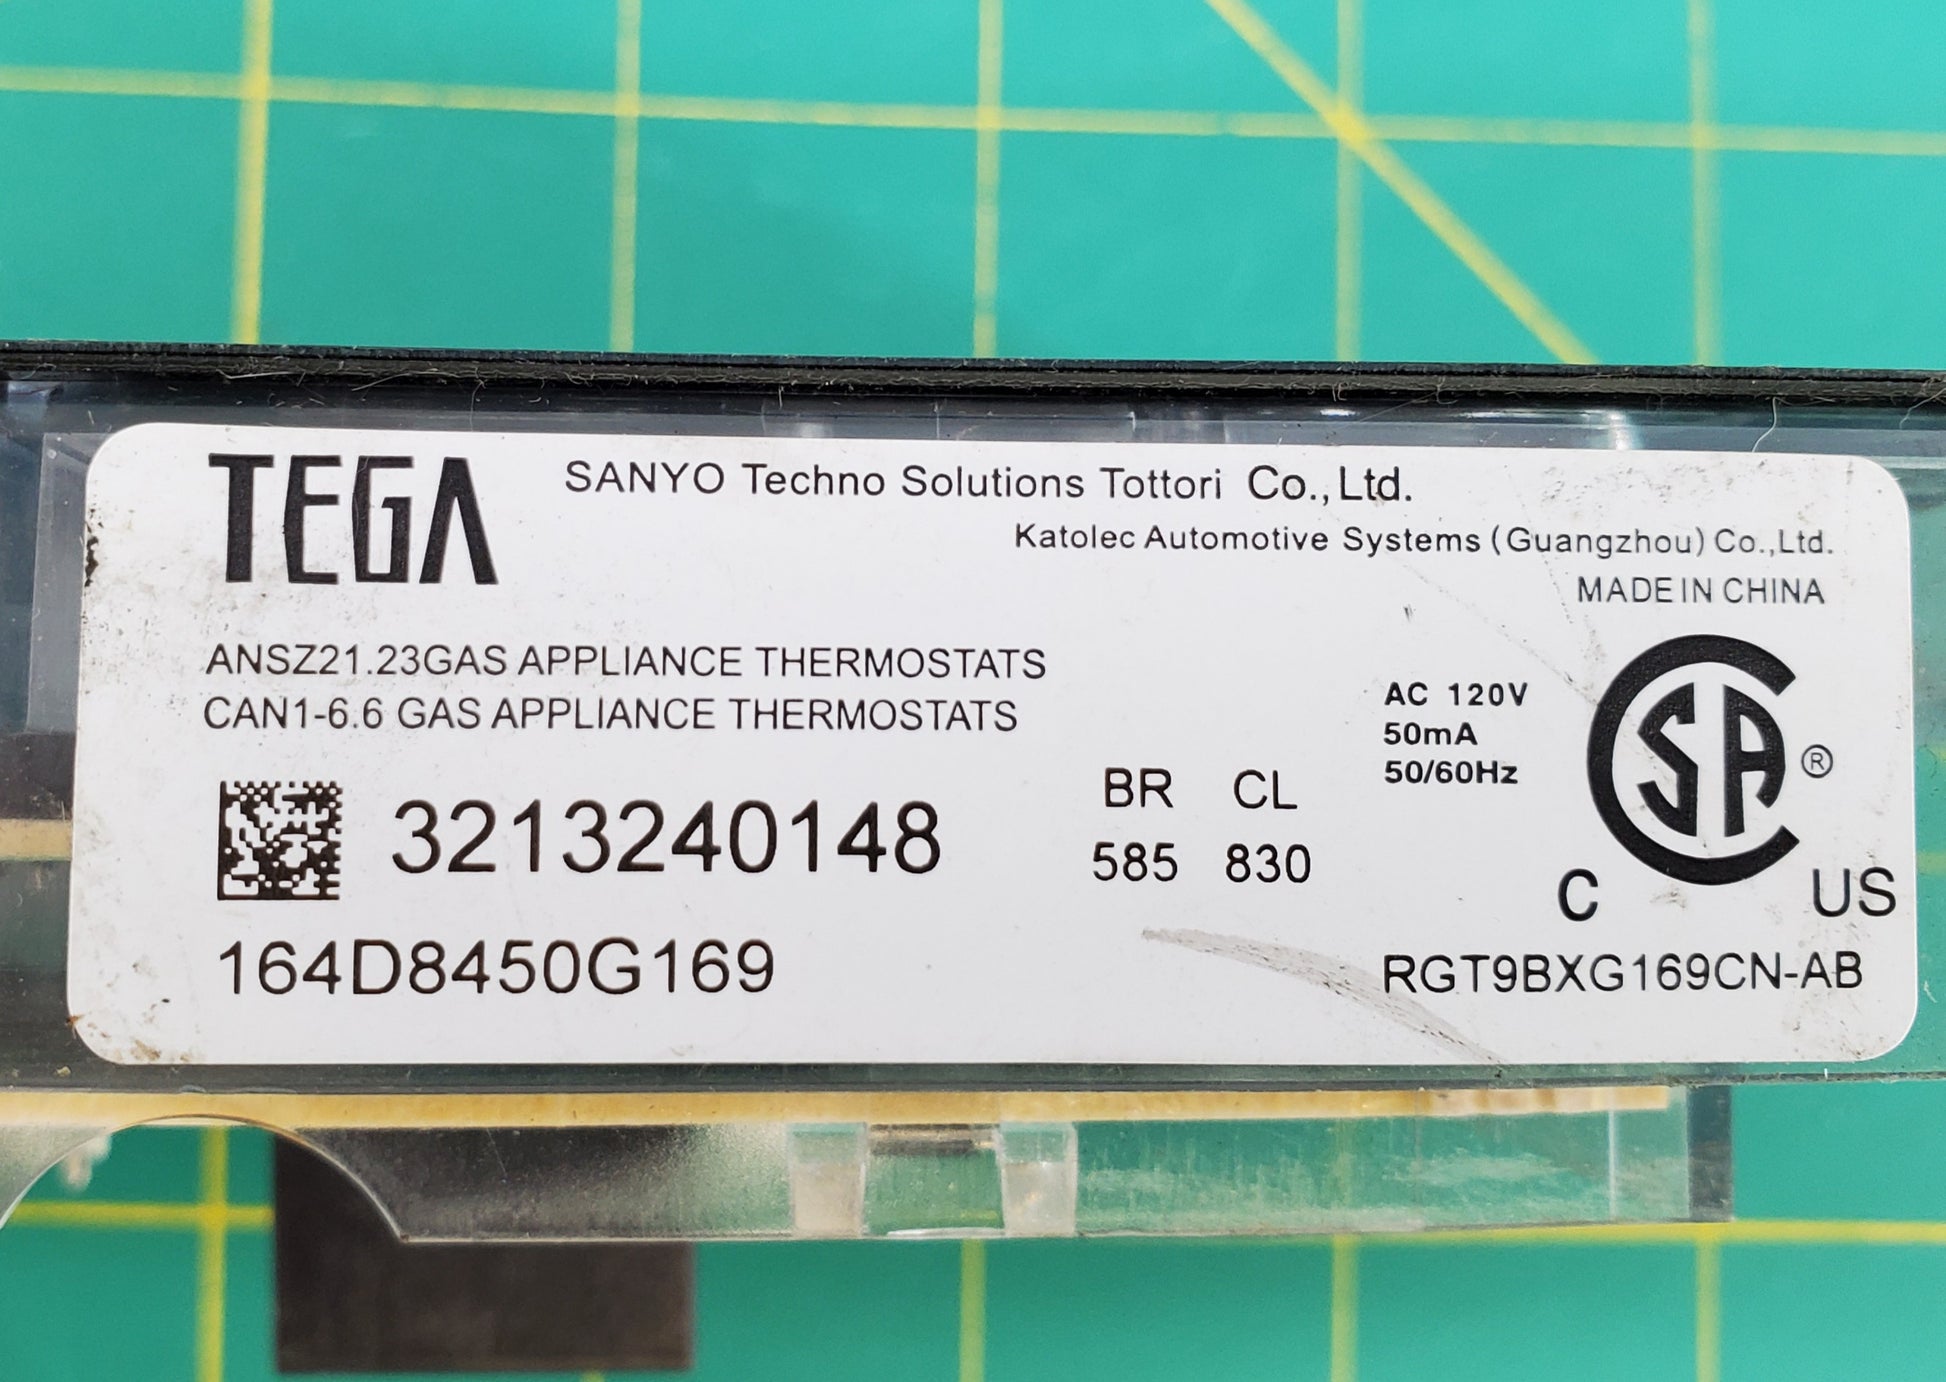 TEGA
SANYO Techno Solutions Tottori Co.,Ltd.
Katolec Automotive Systems (Guangzhou) Co.,Ltd.
MADE IN CHINA
ANSZ21.23GAS APPLIANCE THERMOSTATS
CAN1-6.6 GAS APPLIANCE THERMOSTATS
AC 120V
50mA
50/60Hz
CSA®
C US
3213240148
BR CL
585 830
164D8450G169
RGT9BXG169CN-AB